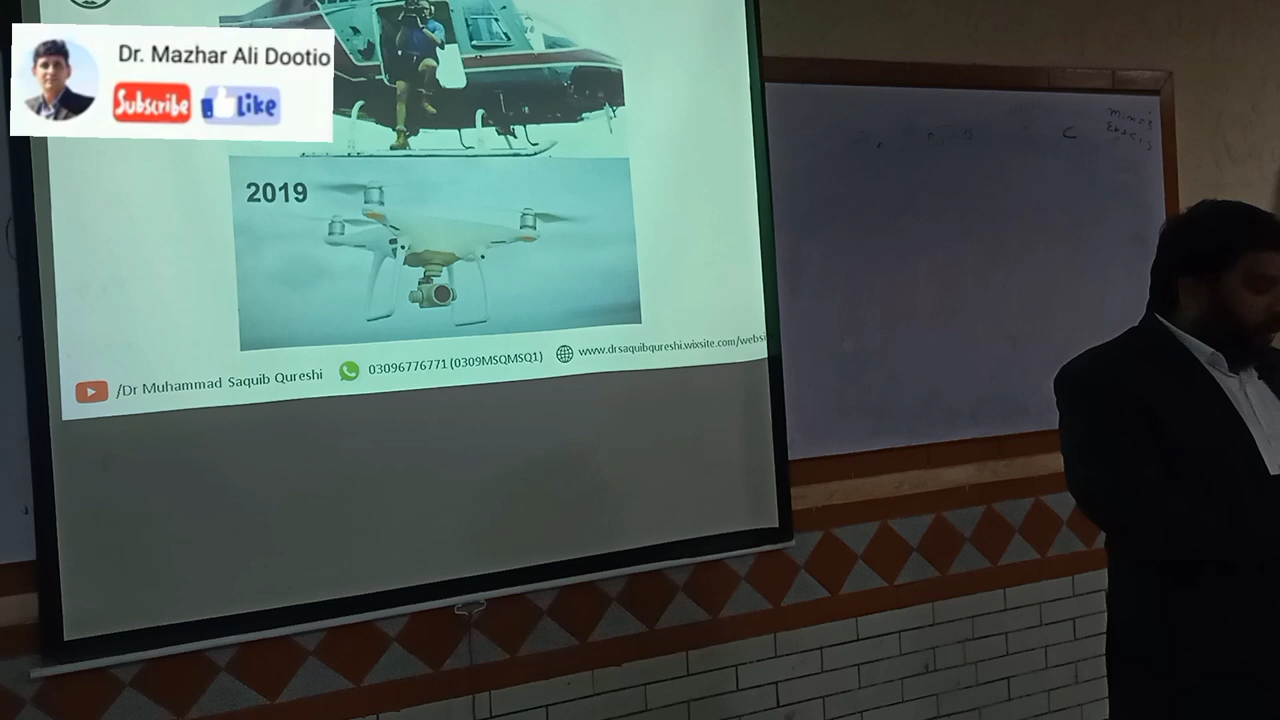 Dr. Mazhar Ali Dootio
Subscribe
Like
2019
/Dr Muhammad Saquib Qureshi
03096776771 (0309MSQMSQ1)
www.drsaquibqureshi.wixsite.com/websi